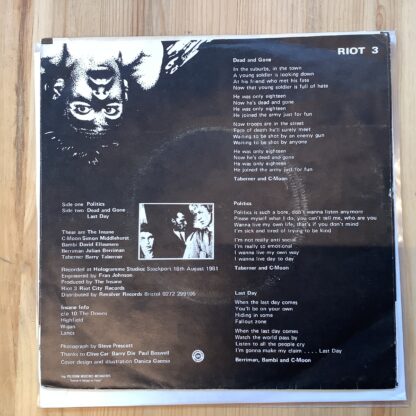 RIOT 3
Dead and Gone
In the suburbs, in the town
A young soldier is looking down
At his friend who met his fate
Now that young soldier is full of hate
He was only eighteen
Now he's dead and gone
He was only eighteen
He joined the army just for fun
Now troops are in the street
Face of death he'll surely meet
Waiting to be shot by an enemy gun
Waiting to be shot by anyone
He was only eighteen
Now he's dead and gone
He was only eighteen
He joined the army just for fun
Taberner and C-Moon
Side one Politics
Side two Dead and Gone
Last Day
These are The Insane
C-Moon Simon Middlehurst
Bambi David Ellesmere
Berriman Julian Berriman
Taberner Barry Taberner
Recorded at Hologramme Studios Stockport 16th August 1981
Engineered by Fran Johnson
Produced by The Insane
Riot 3 Riot City Records
Distributed by Revolver Records Bristol 0272 299105
Insane Info
c/o 10 The Downs
Highfield
Wigan
Lancs
Photograph by Steve Prescott
Thanks to Clive Car Barry Die Paul Boswell
Cover design and illustration Danica
Politics
Politics is such a bore, don't wanna listen anymore
Please myself what I do, you can't tell me, who are you
Wanna live my own life, that's if you don't mind
I'm sick and tired of trying to be kind
I'm not really anti social
I'm really so emotional
I wanna live my own way
I wanna live day to day
Taberner and C-Moon
Last Day
When the last day comes
You'll be on your own
Hiding in some
Fallout zone
When the last day comes
Watch the world pass by
Listen to all the people cry
I'm gonna make my claim . . . . Last Day
Berriman, Bambi and C-Moon